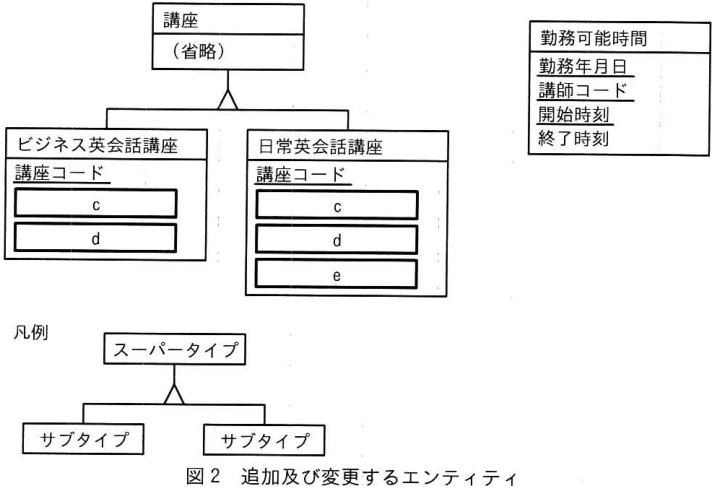 講座
（省略）
勤務可能時間
勤務年月日
講師コード
開始時刻
終了時刻
ビジネス英会話講座
講座コード
c
d
日常英会話講座
講座コード
c
d
e
凡例
スーパータイプ
サブタイプ
サブタイプ
図2 追加及び変更するエンティティ